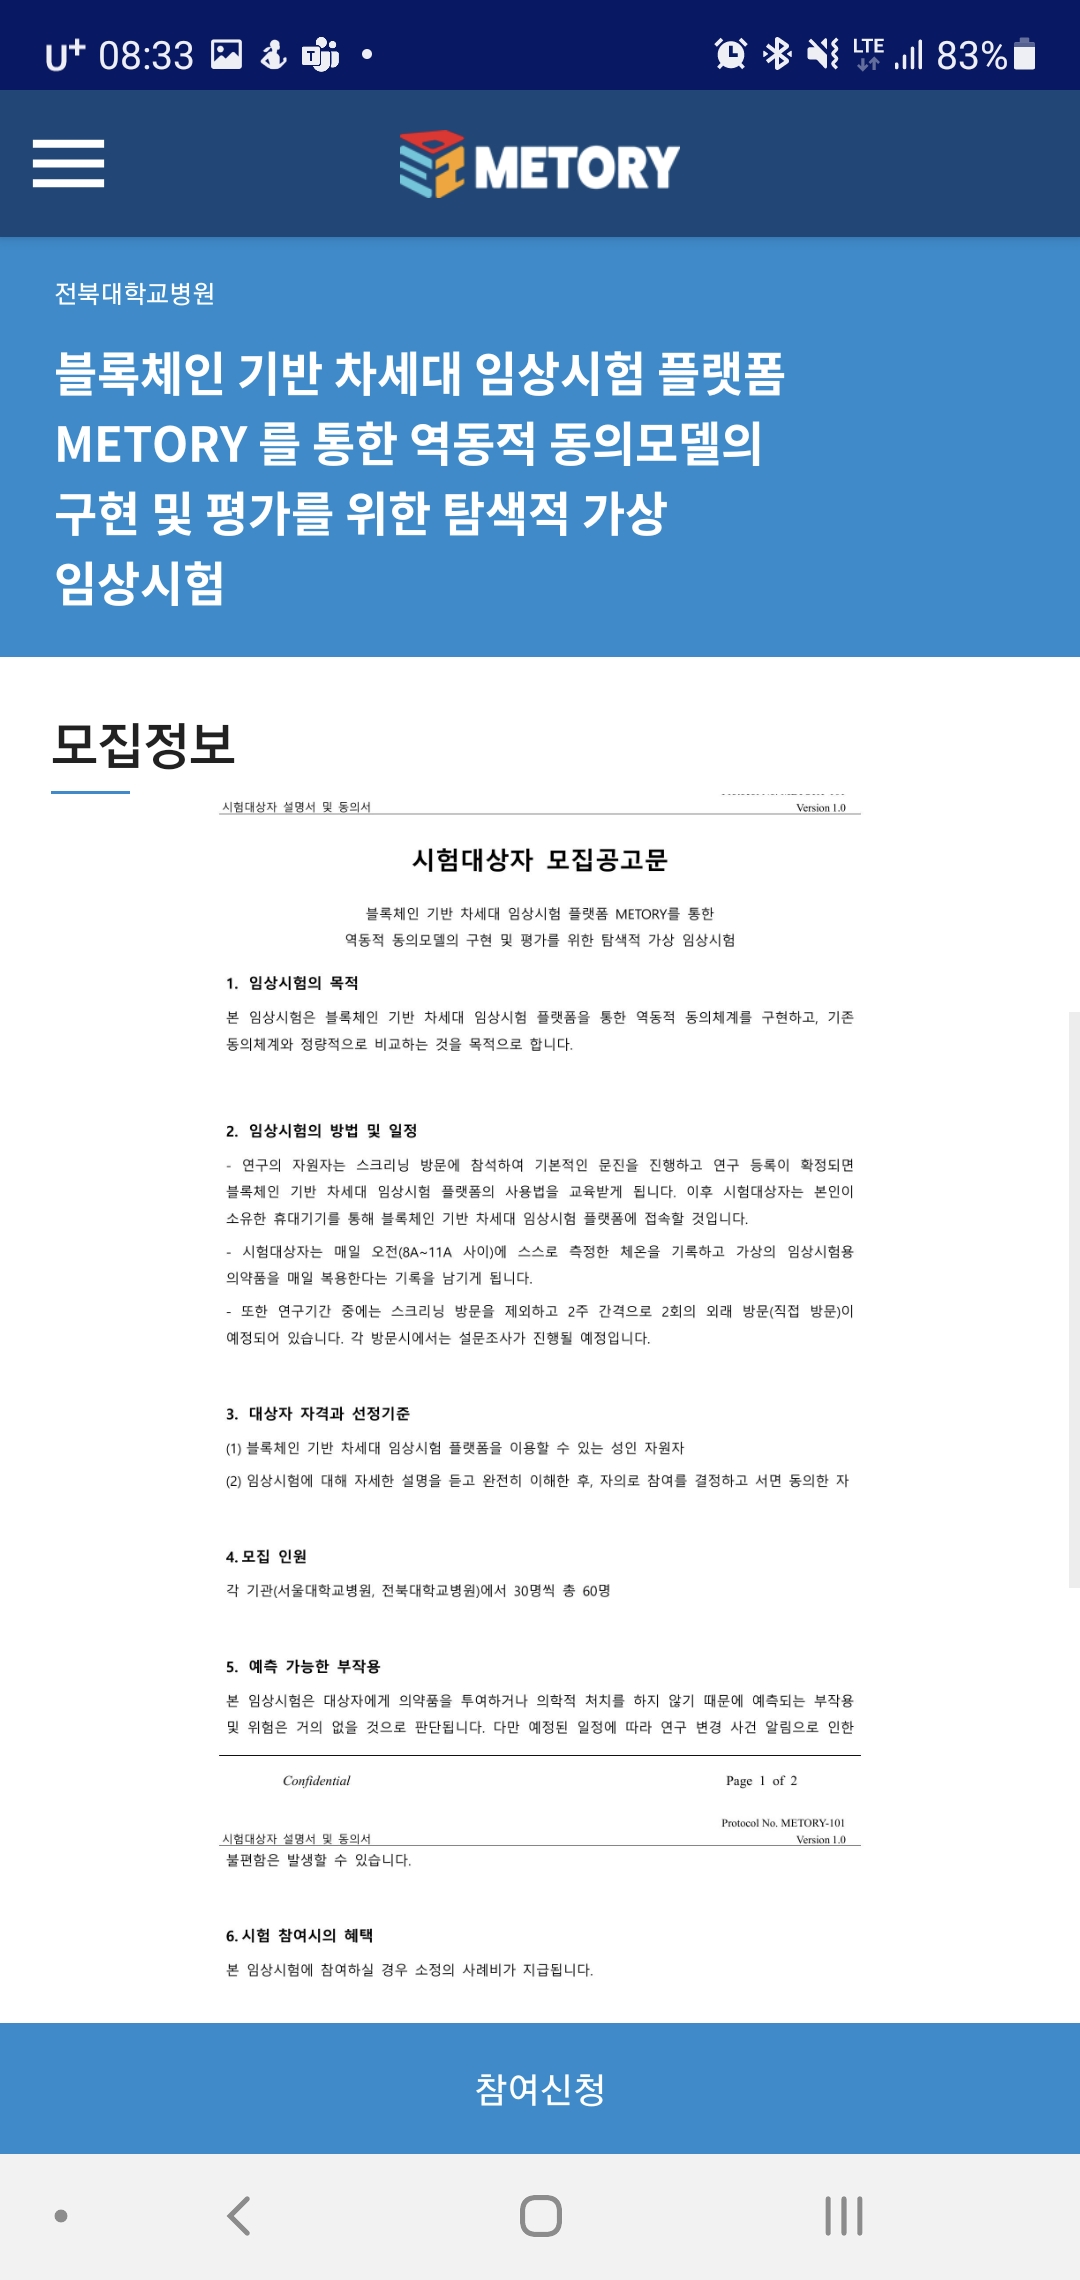 U+ 08:33 LTE 83%
METORY
전북대학교병원
블록체인 기반 차세대 임상시험 플랫폼
METORY 를 통한 역동적 동의모델의
구현 및 평가를 위한 탐색적 가상
임상시험
모집정보
시험대상자 설명서 및 동의서 Version 1.0
시험대상자 모집공고문
블록체인 기반 차세대 임상시험 플랫폼 METORY를 통한
역동적 동의모델의 구현 및 평가를 위한 탐색적 가상 임상시험
1. 임상시험의 목적
본 임상시험은 블록체인 기반 차세대 임상시험 플랫폼을 통한 역동적 동의체계를 구현하고, 기존
동의체계와 정량적으로 비교하는 것을 목적으로 합니다.
2. 임상시험의 방법 및 일정
- 연구의 자원자는 스크리닝 방문에 참석하여 기본적인 문진을 진행하고 연구 등록이 확정되면
블록체인 기반 차세대 임상시험 플랫폼의 사용법을 교육받게 됩니다. 이후 시험대상자는 본인이
소유한 휴대기기를 통해 블록체인 기반 차세대 임상시험 플랫폼에 접속할 것입니다.
- 시험대상자는 매일 오전(8A~11A 사이)에 스스로 측정한 체온을 기록하고 가상의 임상시험용
의약품을 매일 복용한다는 기록을 남기게 됩니다.
- 또한 연구기간 중에는 스크리닝 방문을 제외하고 2주 간격으로 2회의 외래 방문(직접 방문)이
예정되어 있습니다. 각 방문시에서는 설문조사가 진행될 예정입니다.
3. 대상자 자격과 선정기준
(1) 블록체인 기반 차세대 임상시험 플랫폼을 이용할 수 있는 성인 자원자
(2) 임상시험에 대해 자세한 설명을 듣고 완전히 이해한 후, 자의로 참여를 결정하고 서면 동의한 자
4. 모집 인원
각 기관(서울대학교병원, 전북대학교병원)에서 30명씩 총 60명
5. 예측 가능한 부작용
본 임상시험은 대상자에게 의약품을 투여하거나 의학적 처치를 하지 않기 때문에 예측되는 부작용
및 위험은 거의 없을 것으로 판단됩니다. 다만 예정된 일정에 따라 연구 변경 사건 알림으로 인한
Confidential Page 1 of 2
Protocol No. METORY-101
시험대상자 설명서 및 동의서 Version 1.0
불편함은 발생할 수 있습니다.
6. 시험 참여시의 혜택
본 임상시험에 참여하실 경우 소정의 사례비가 지급됩니다.
참여신청